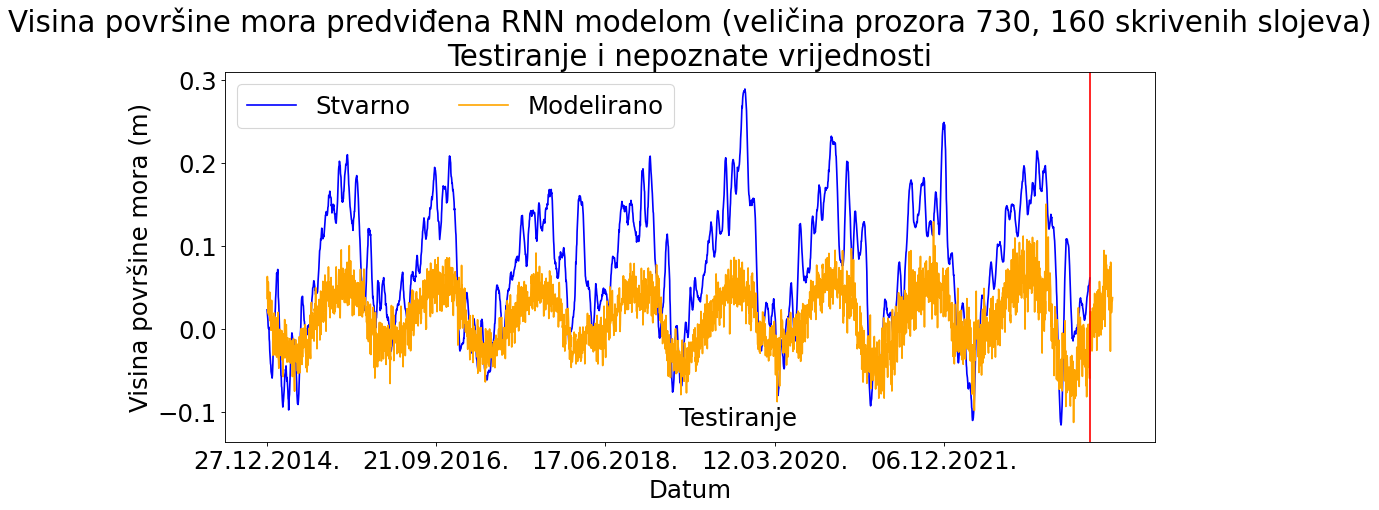 Visina površine mora predviđena RNN modelom (veličina prozora 730, 160 skrivenih slojeva)
Testiranje i nepoznate vrijednosti
Stvarno
Modelirano
Visina površine mora (m)
0.3
0.2
0.1
0.0
−0.1
Testiranje
27.12.2014.
21.09.2016.
17.06.2018.
12.03.2020.
06.12.2021.
Datum